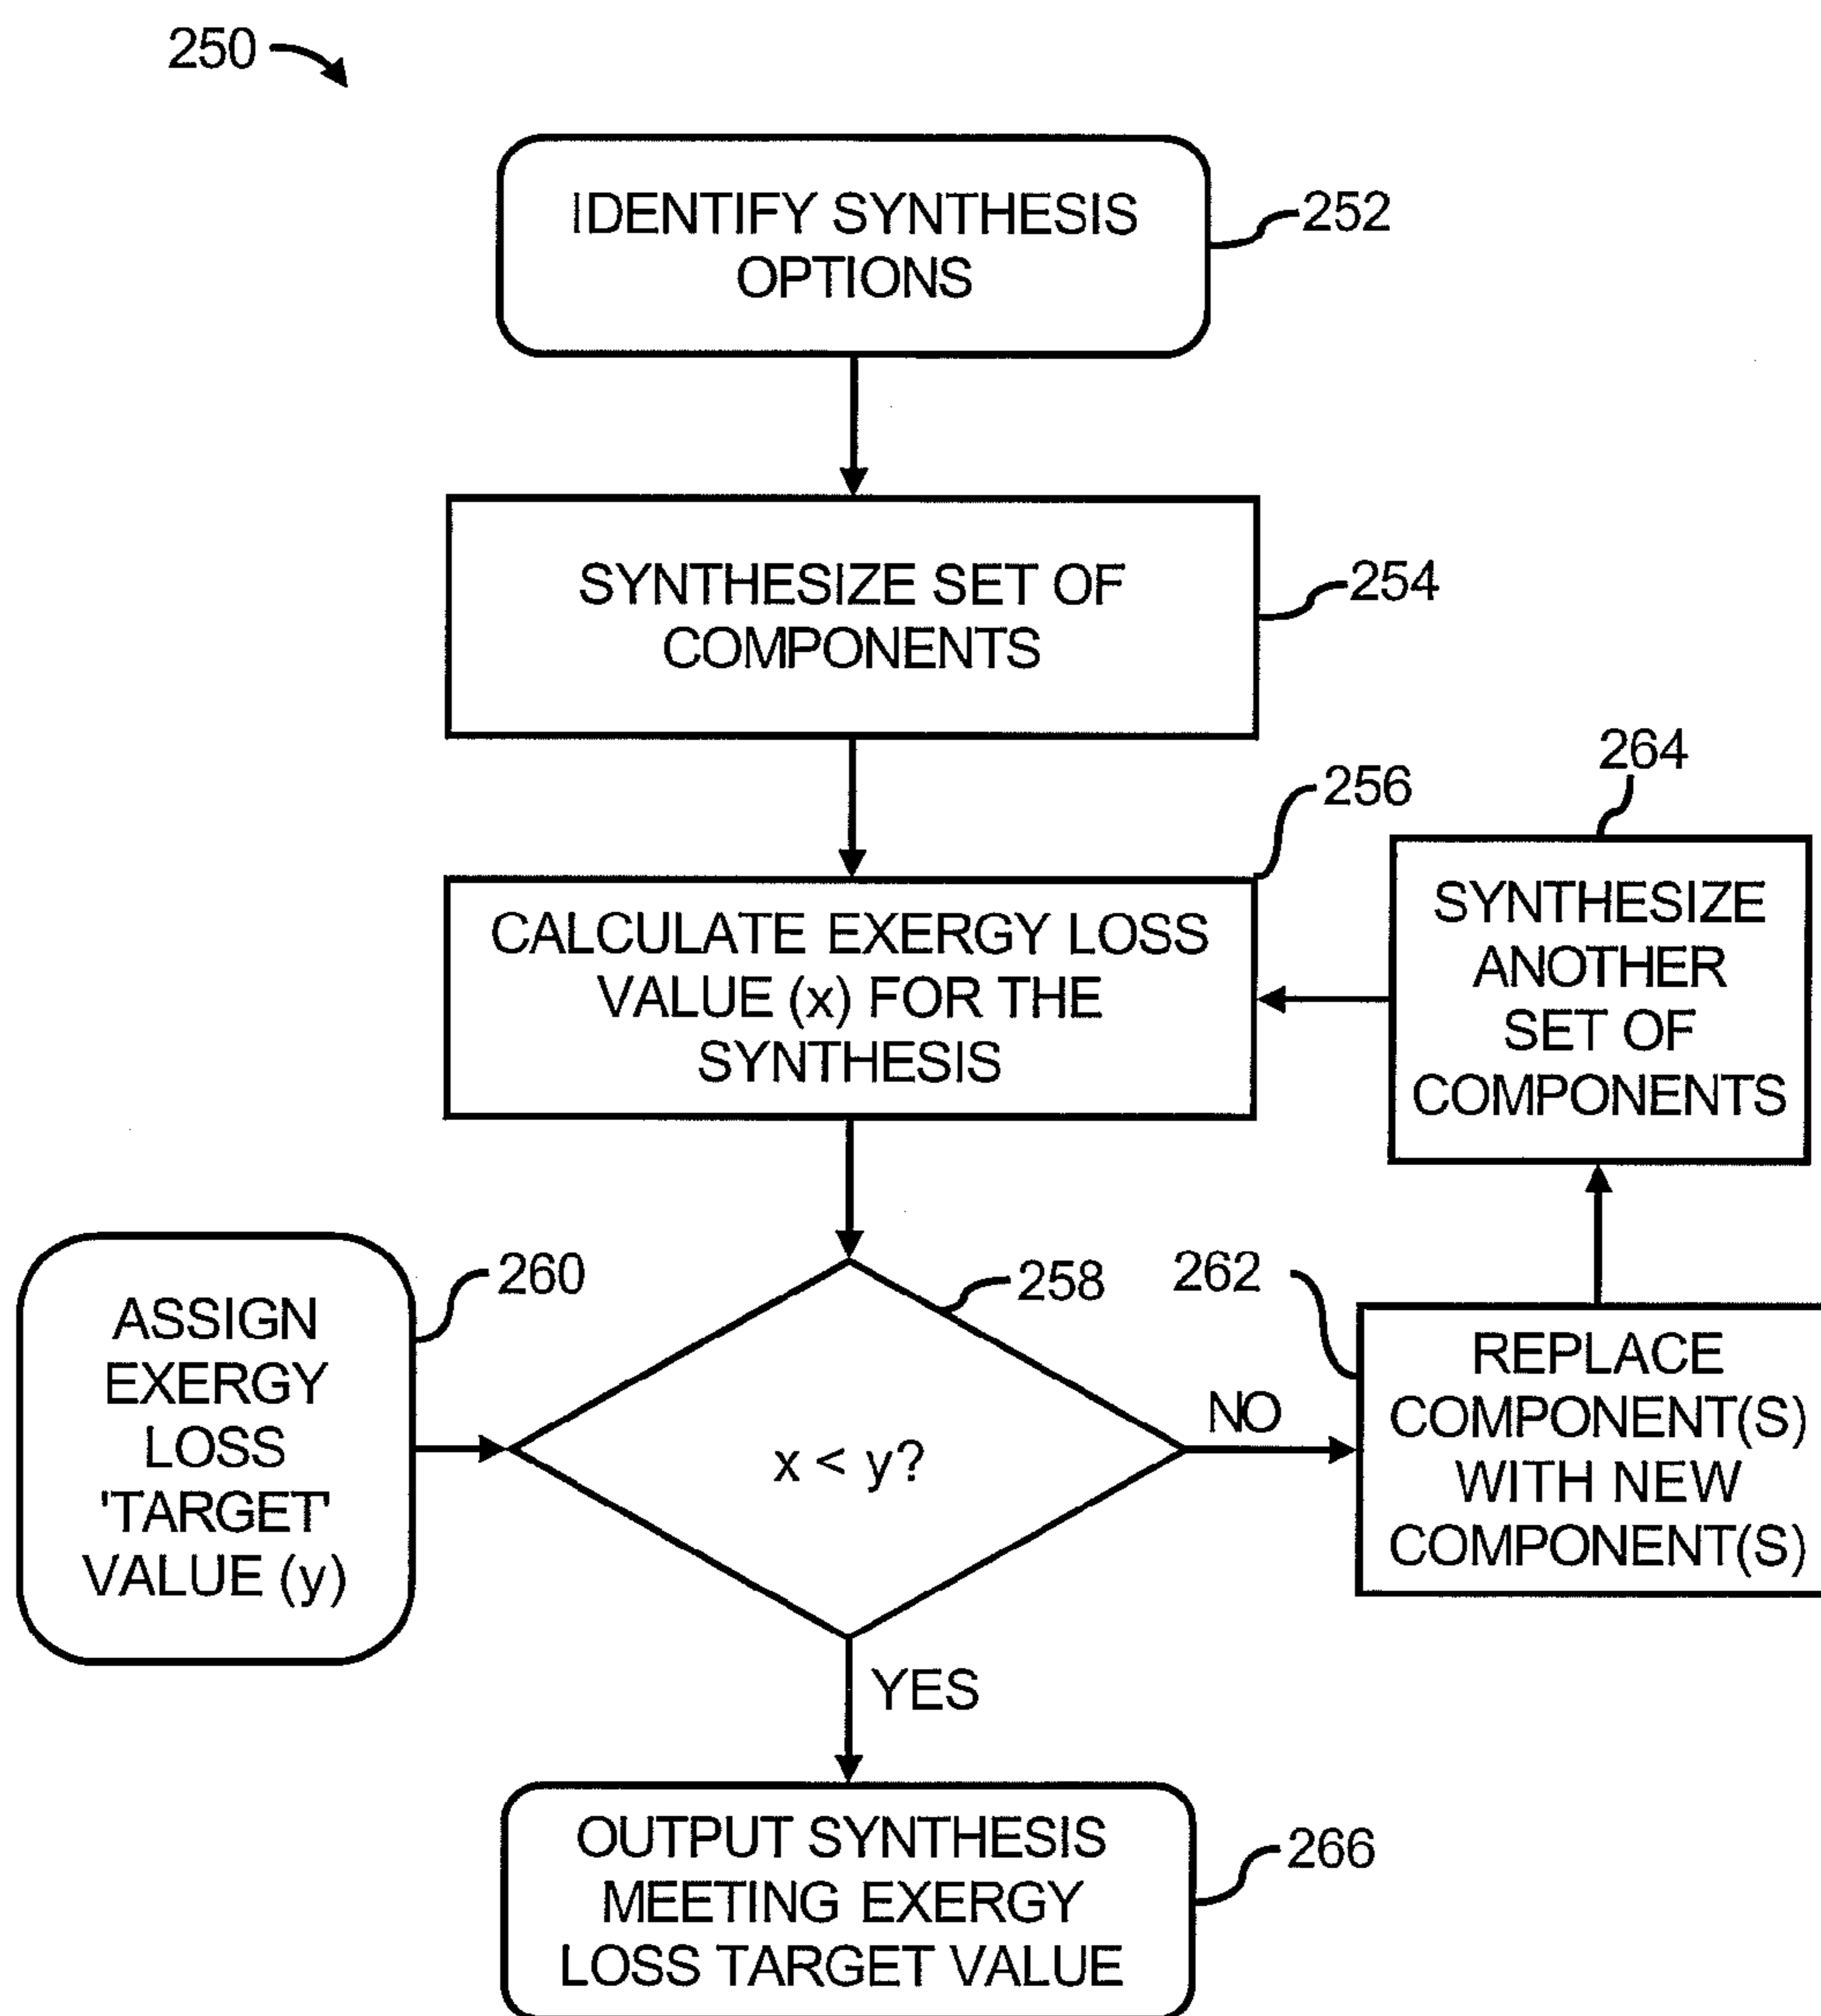 250
IDENTIFY SYNTHESIS
OPTIONS
252
SYNTHESIZE SET OF
COMPONENTS
254
CALCULATE EXERGY LOSS
VALUE (x) FOR THE
SYNTHESIS
256
264
SYNTHESIZE
ANOTHER
SET OF
COMPONENTS
ASSIGN
EXERGY
LOSS
'TARGET'
VALUE (y)
260
x < y?
258
262
NO
REPLACE
COMPONENT(S)
WITH NEW
COMPONENT(S)
YES
OUTPUT SYNTHESIS
MEETING EXERGY
LOSS TARGET VALUE
266